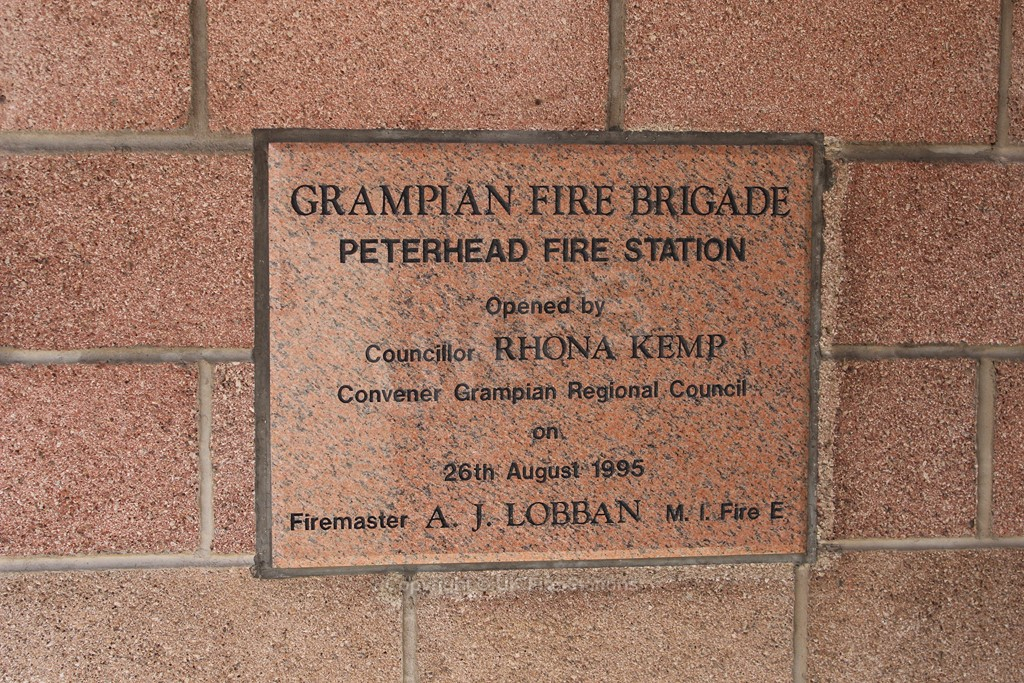 GRAMPIAN FIRE BRIGADE
PETERHEAD FIRE STATION
Opened by
Councillor RHONA KEMP
Convener Grampian Regional Council
on
26th August 1995
Firemaster A. J. LOBBAN M. I. Fire E